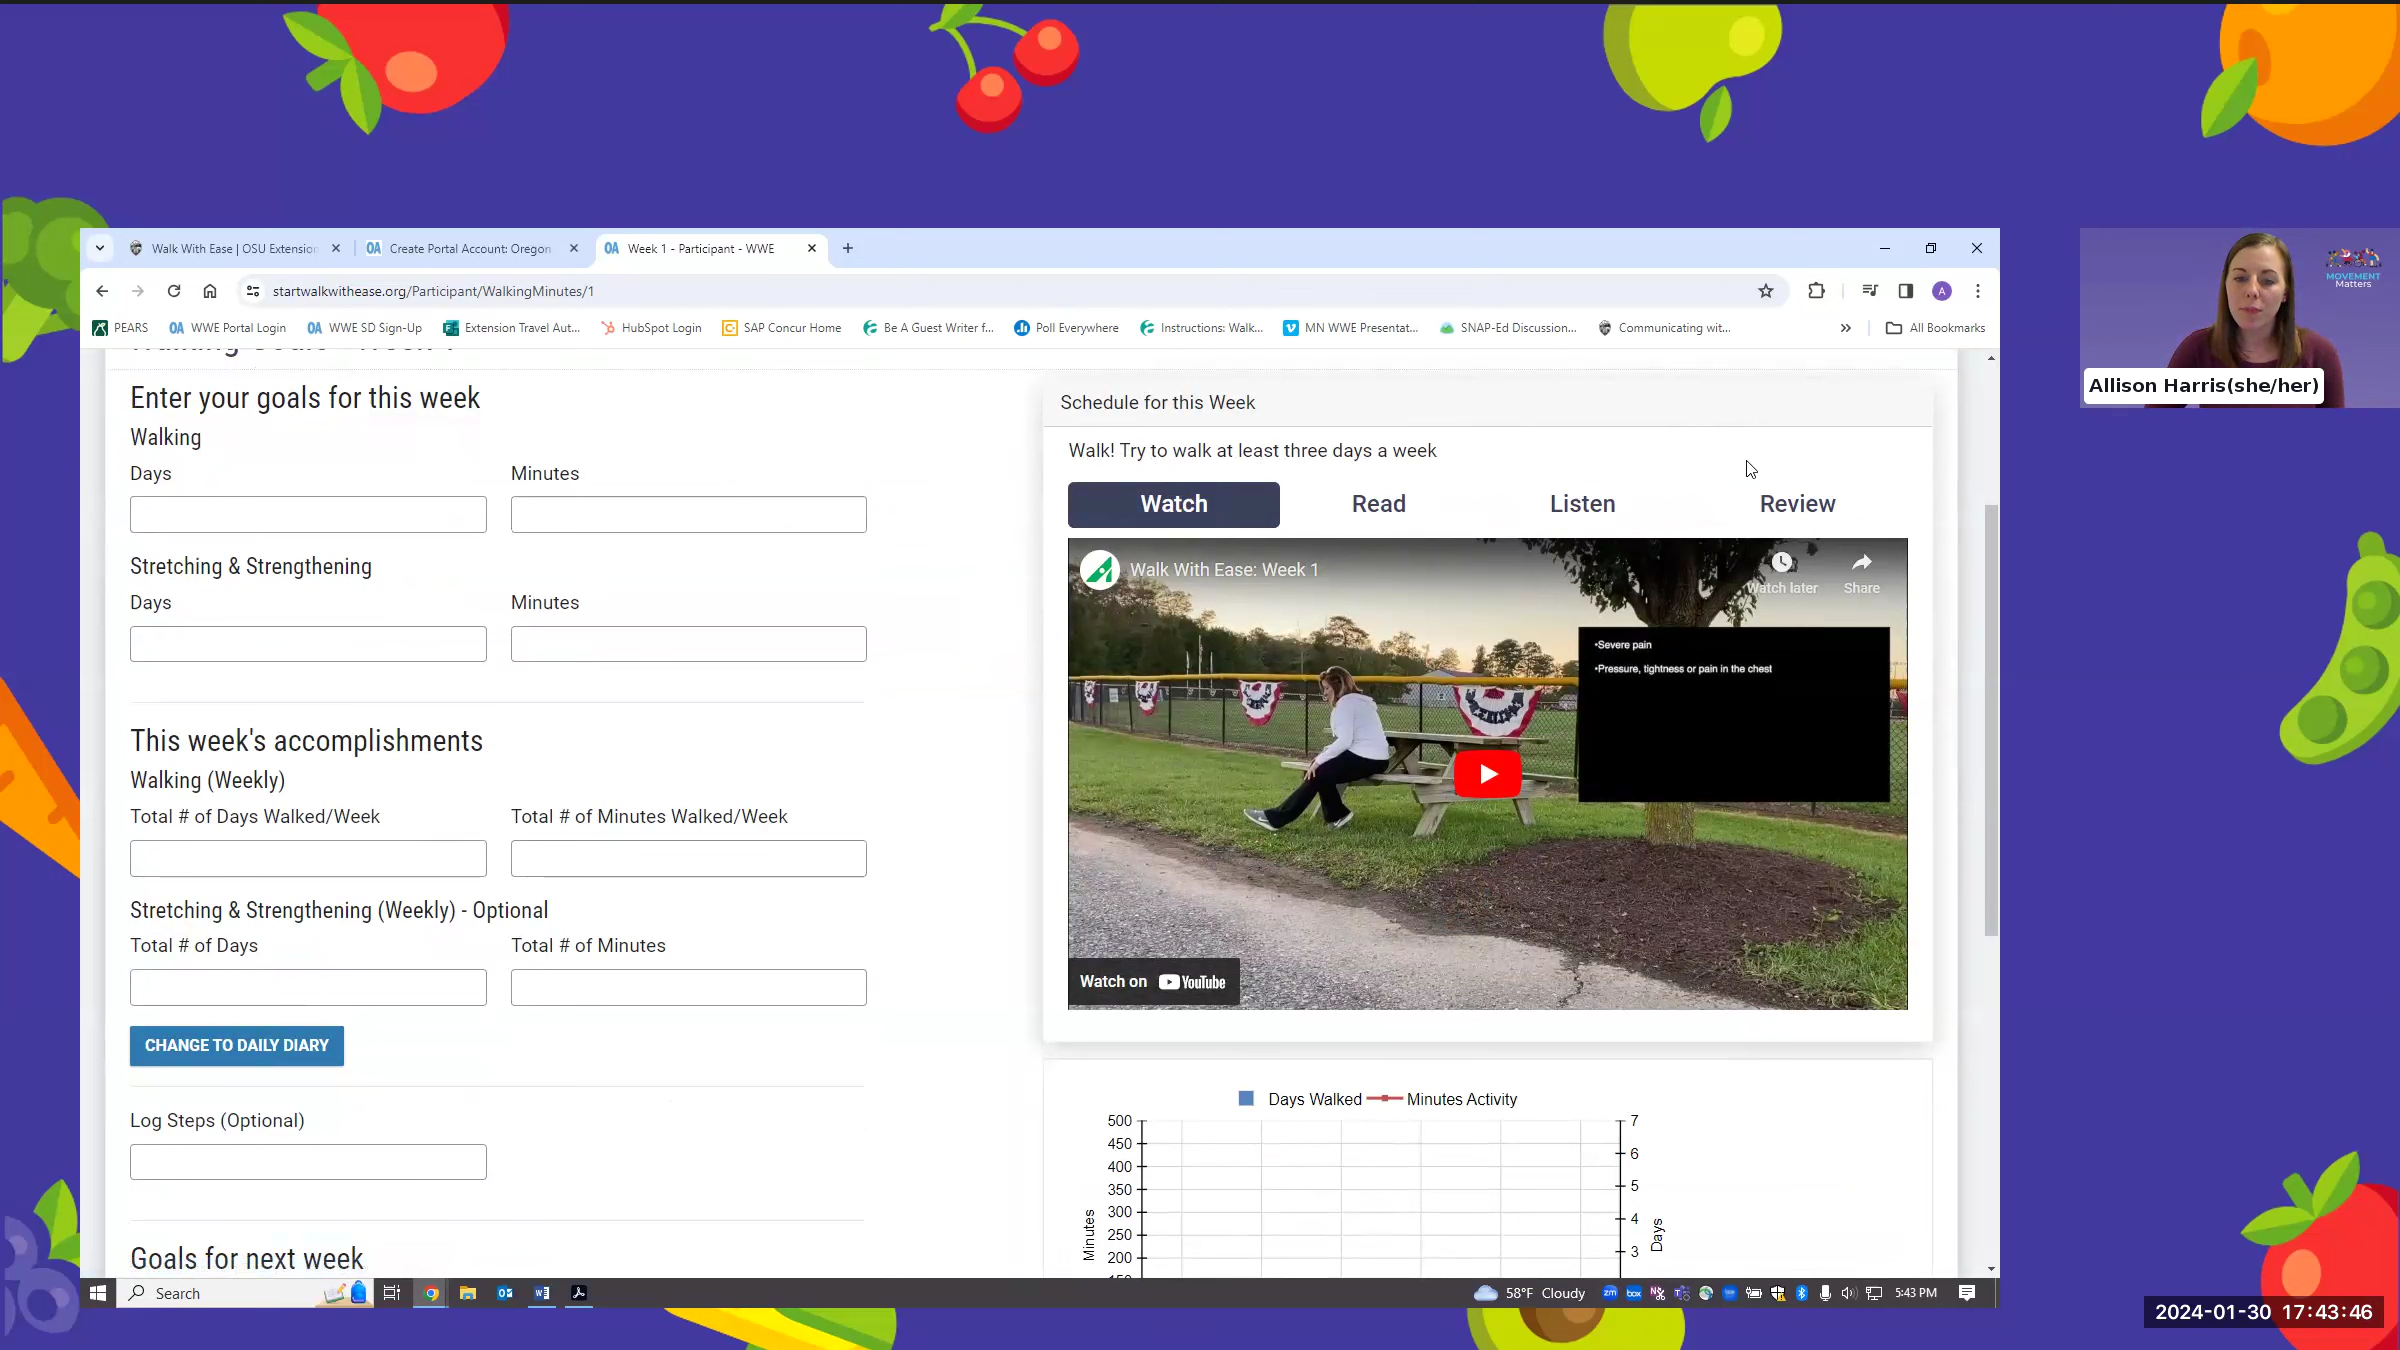 Walk With Ease | OSU Extensio
Create Portal Account: Oregon
Week 1 - Participant - WWE
startwalkwithease.org/Participant/WalkingMinutes/1
PEARS
WWE Portal Login
WWE SD Sign-Up
Extension Travel Aut...
HubSpot Login
SAP Concur Home
Be A Guest Writer f...
Poll Everywhere
Instructions: Walk...
MN WWE Presentat...
SNAP-Ed Discussion...
Communicating wit...
All Bookmarks
MOVEMENT
Matters
Allison Harris(she/her)
Enter your goals for this week
Walking
Days
Minutes
Stretching & Strengthening
Days
Minutes
This week's accomplishments
Walking (Weekly)
Total # of Days Walked/Week
Total # of Minutes Walked/Week
Stretching & Strengthening (Weekly) - Optional
Total # of Days
Total # of Minutes
CHANGE TO DAILY DIARY
Log Steps (Optional)
Goals for next week
Schedule for this Week
Walk! Try to walk at least three days a week
Watch
Read
Listen
Review
Walk With Ease: Week 1
Watch later
Share
•Severe pain
•Pressure, tightness or pain in the chest
Watch on YouTube
Days Walked
Minutes Activity
500
450
400
350
300
250
200
Minutes
7
6
5
4
3
Days
Search
58°F Cloudy
5:43 PM
2024-01-30 17:43:46